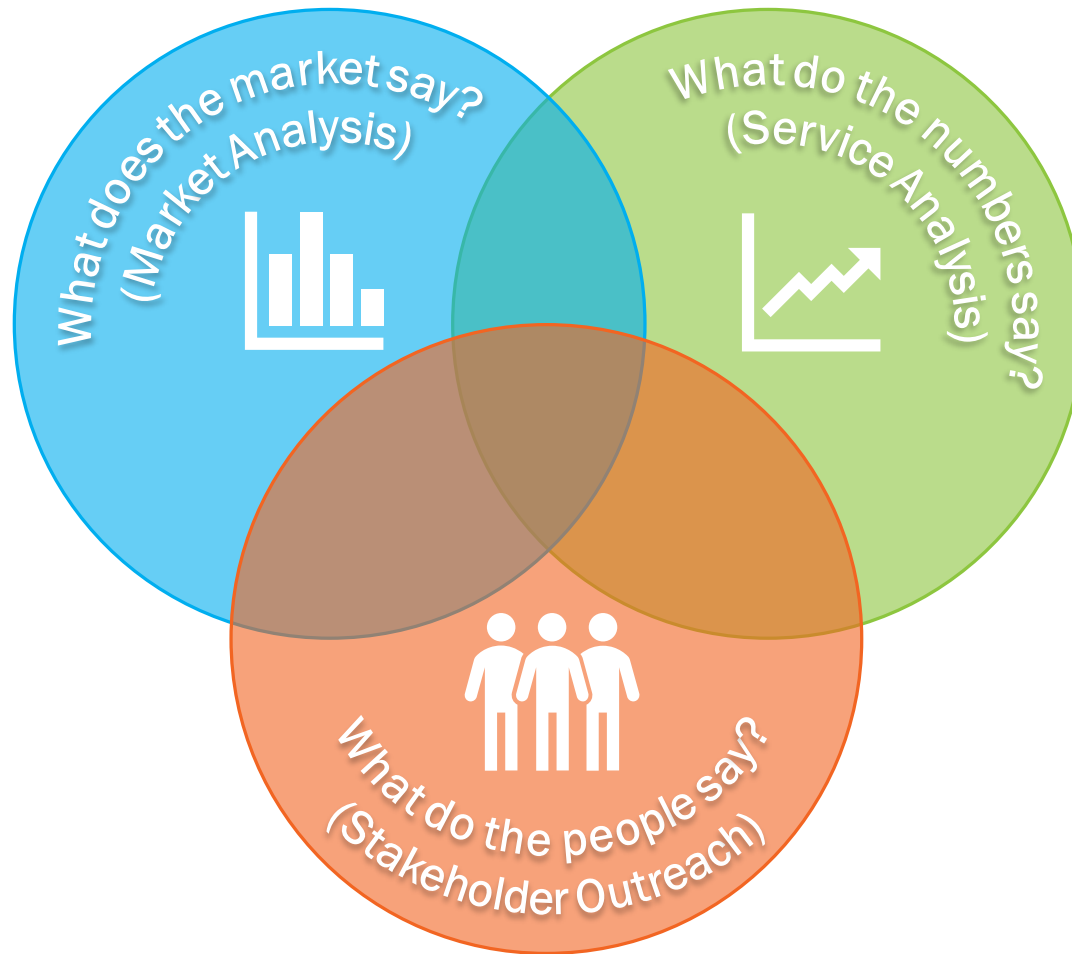 What does the market say?
(Market Analysis)
What do the numbers say?
(Service Analysis)
What do the people say?
(Stakeholder Outreach)